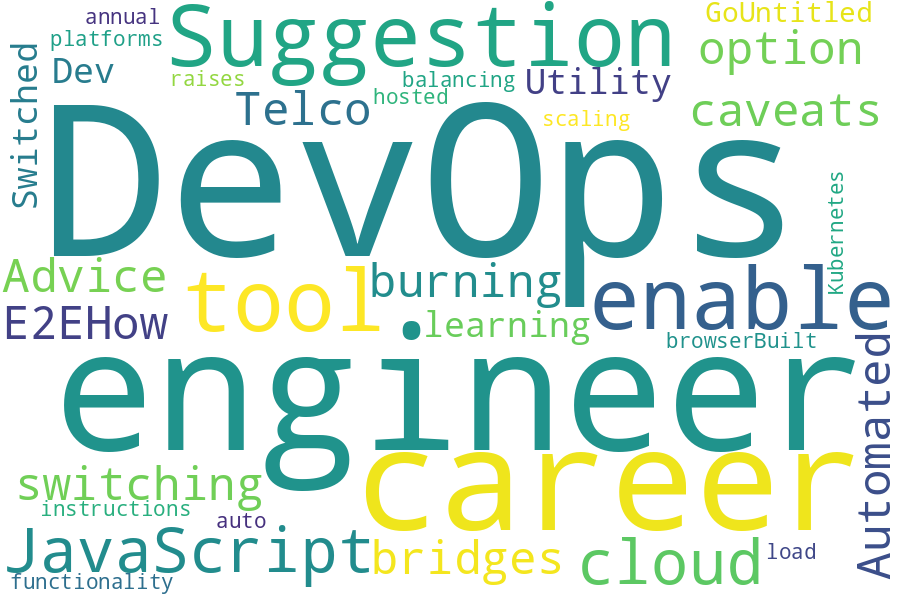 annual
Suggestion
GoUntitled
platforms
option
Dev
raises
balancing
Utility
hosted
Switched
Telco
caveats
scaling
DevOps
Kubernetes
Advice
tool
burning
enable
E2EHow
learning
browserBuilt
engineer
Automated
career
switching
instructions
auto
JavaScript
bridges
cloud
load
functionality